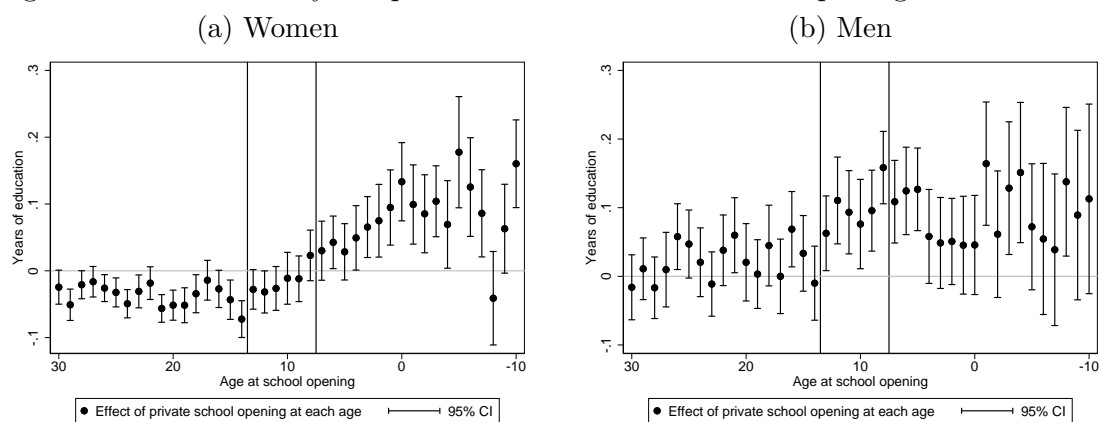 (a) Women
(b) Men
.3
.2
.1
0
-.1
Years of education
30
20
10
0
-10
Age at school opening
Effect of private school opening at each age
95% CI
.3
.2
.1
0
-.1
Years of education
30
20
10
0
-10
Age at school opening
Effect of private school opening at each age
95% CI